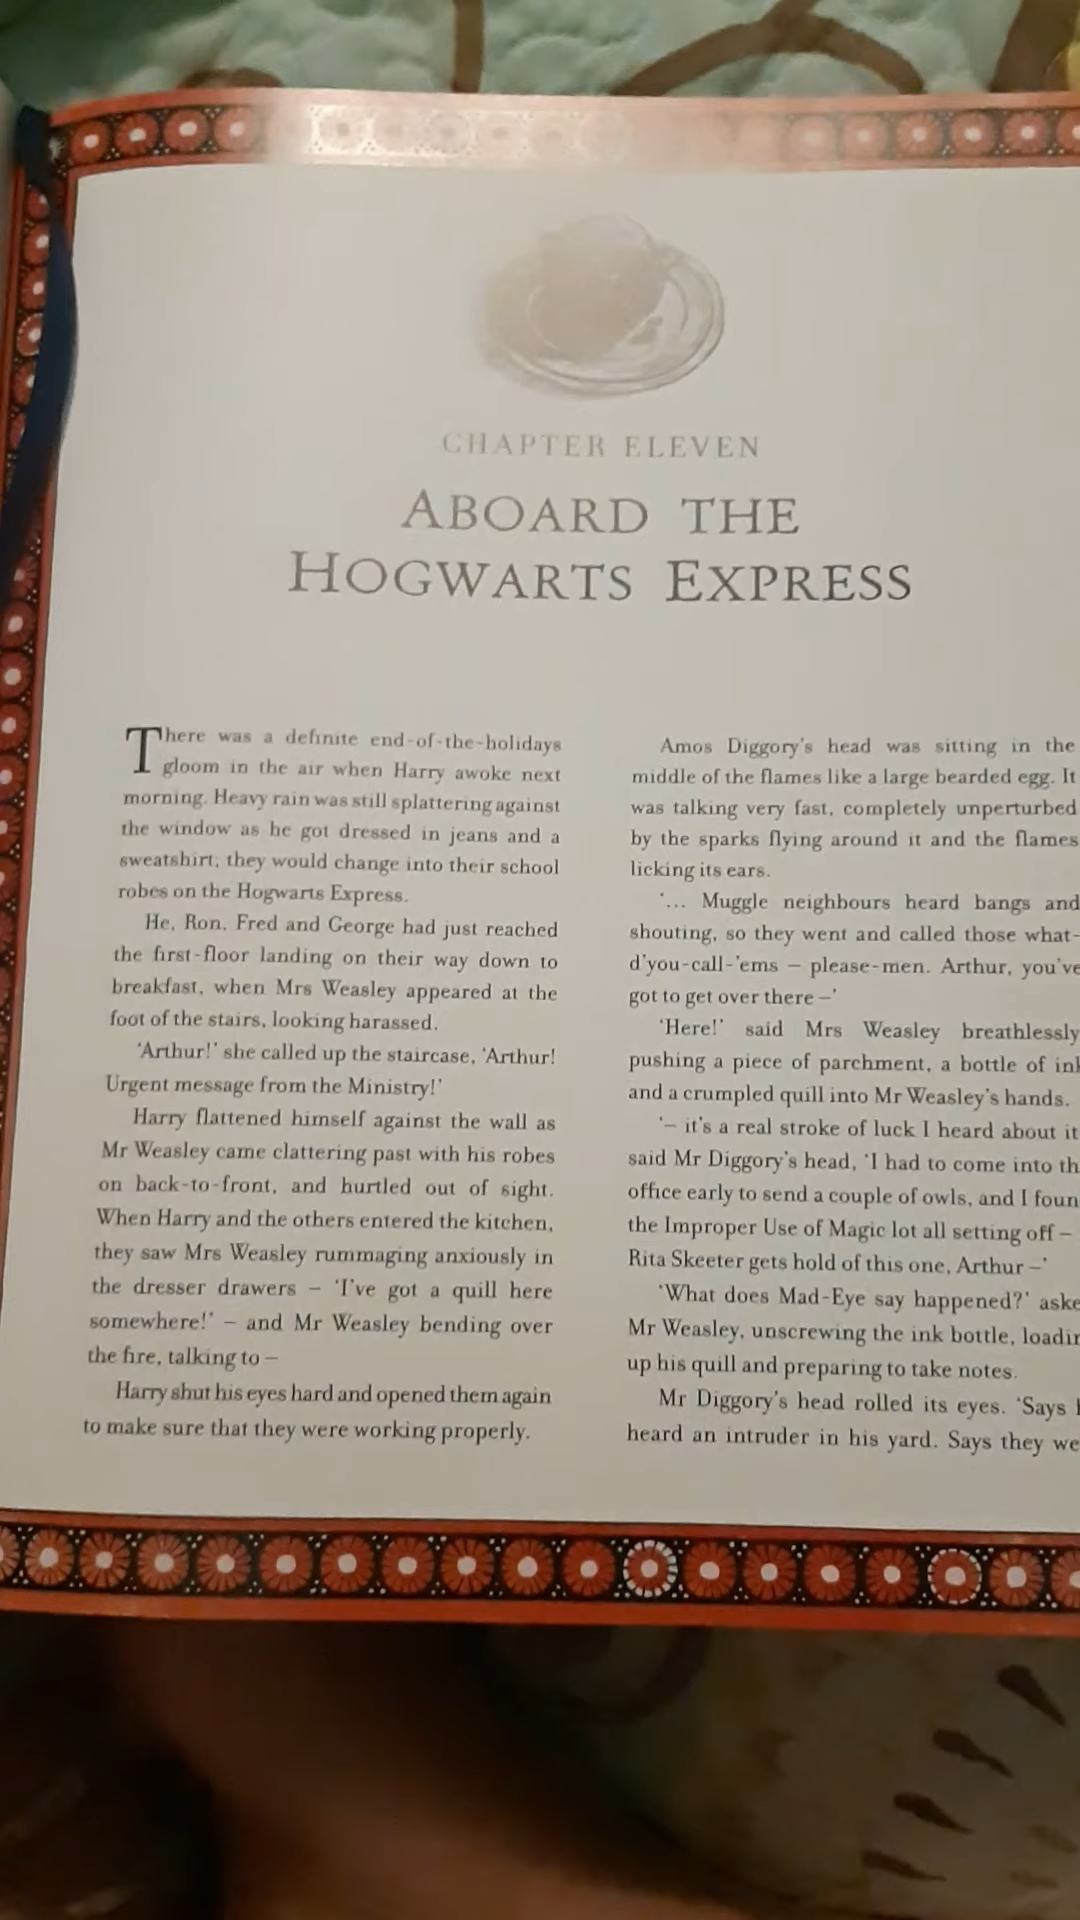 CHAPTER ELEVEN
ABOARD THE
HOGWARTS EXPRESS
There was a definite end-of-the-holidays
gloom in the air when Harry awoke next
morning. Heavy rain was still splattering against
the window as he got dressed in jeans and a
sweatshirt; they would change into their school
robes on the Hogwarts Express.
He, Ron, Fred and George had just reached
the first-floor landing on their way down to
breakfast, when Mrs Weasley appeared at the
foot of the stairs, looking harassed.
'Arthur!' she called up the staircase, 'Arthur!
Urgent message from the Ministry!'
Harry flattened himself against the wall as
Mr Weasley came clattering past with his robes
on back-to-front, and hurtled out of sight.
When Harry and the others entered the kitchen,
they saw Mrs Weasley rummaging anxiously in
the dresser drawers – 'I've got a quill here
somewhere!' – and Mr Weasley bending over
the fire, talking to –
Harry shut his eyes hard and opened them again
to make sure that they were working properly.
Amos Diggory's head was sitting in the
middle of the flames like a large bearded egg. It
was talking very fast, completely unperturbed
by the sparks flying around it and the flames
licking its ears.
'... Muggle neighbours heard bangs and
shouting, so they went and called those what-
d'you-call-'ems – please-men. Arthur, you've
got to get over there –'
'Here!' said Mrs Weasley breathlessly
pushing a piece of parchment, a bottle of ink
and a crumpled quill into Mr Weasley's hands.
'– it's a real stroke of luck I heard about it
said Mr Diggory's head, 'I had to come into
office early to send a couple of owls, and I
the Improper Use of Magic lot all setting off –
Rita Skeeter gets hold of this one, Arthur –'
'What does Mad-Eye say happened?'
Mr Weasley, unscrewing the ink bottle,
up his quill and preparing to take notes.
Mr Diggory's head rolled its eyes. 'Says
heard an intruder in his yard. Says they